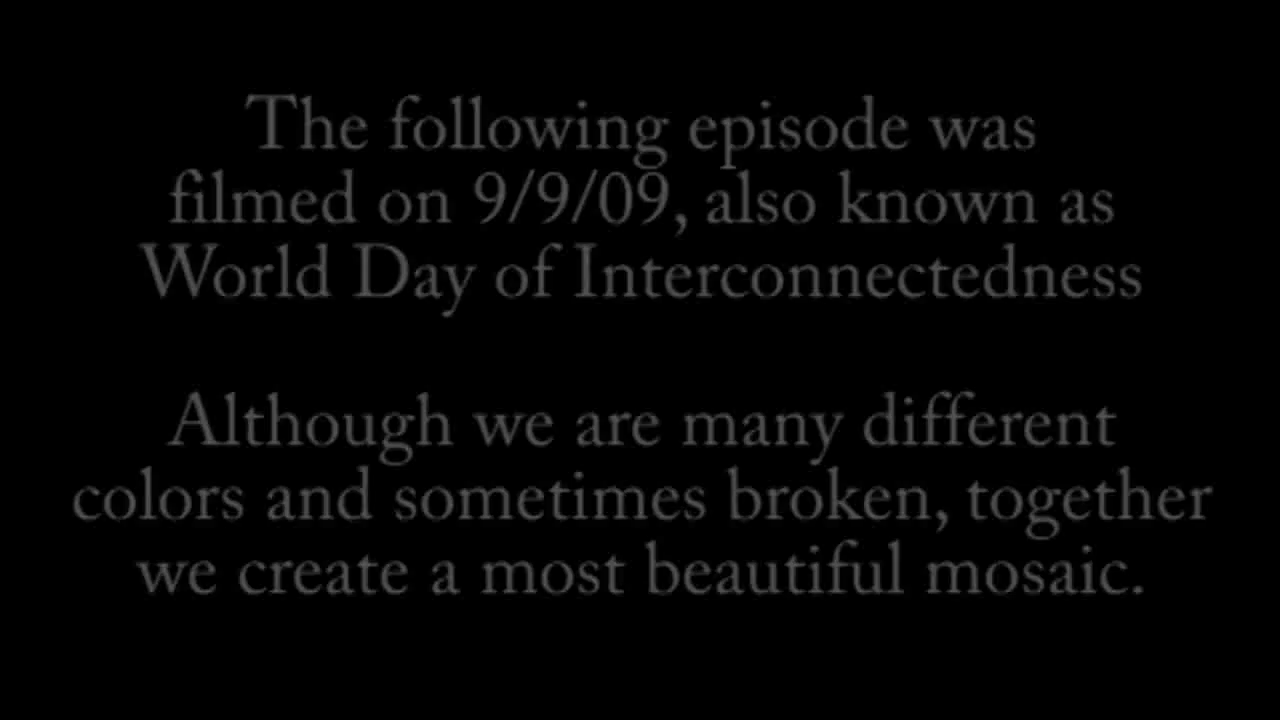 The following episode was
filmed on 9/9/09, also known as
World Day of Interconnectedness
Although we are many different
colors and sometimes broken, together
we create a most beautiful mosaic.